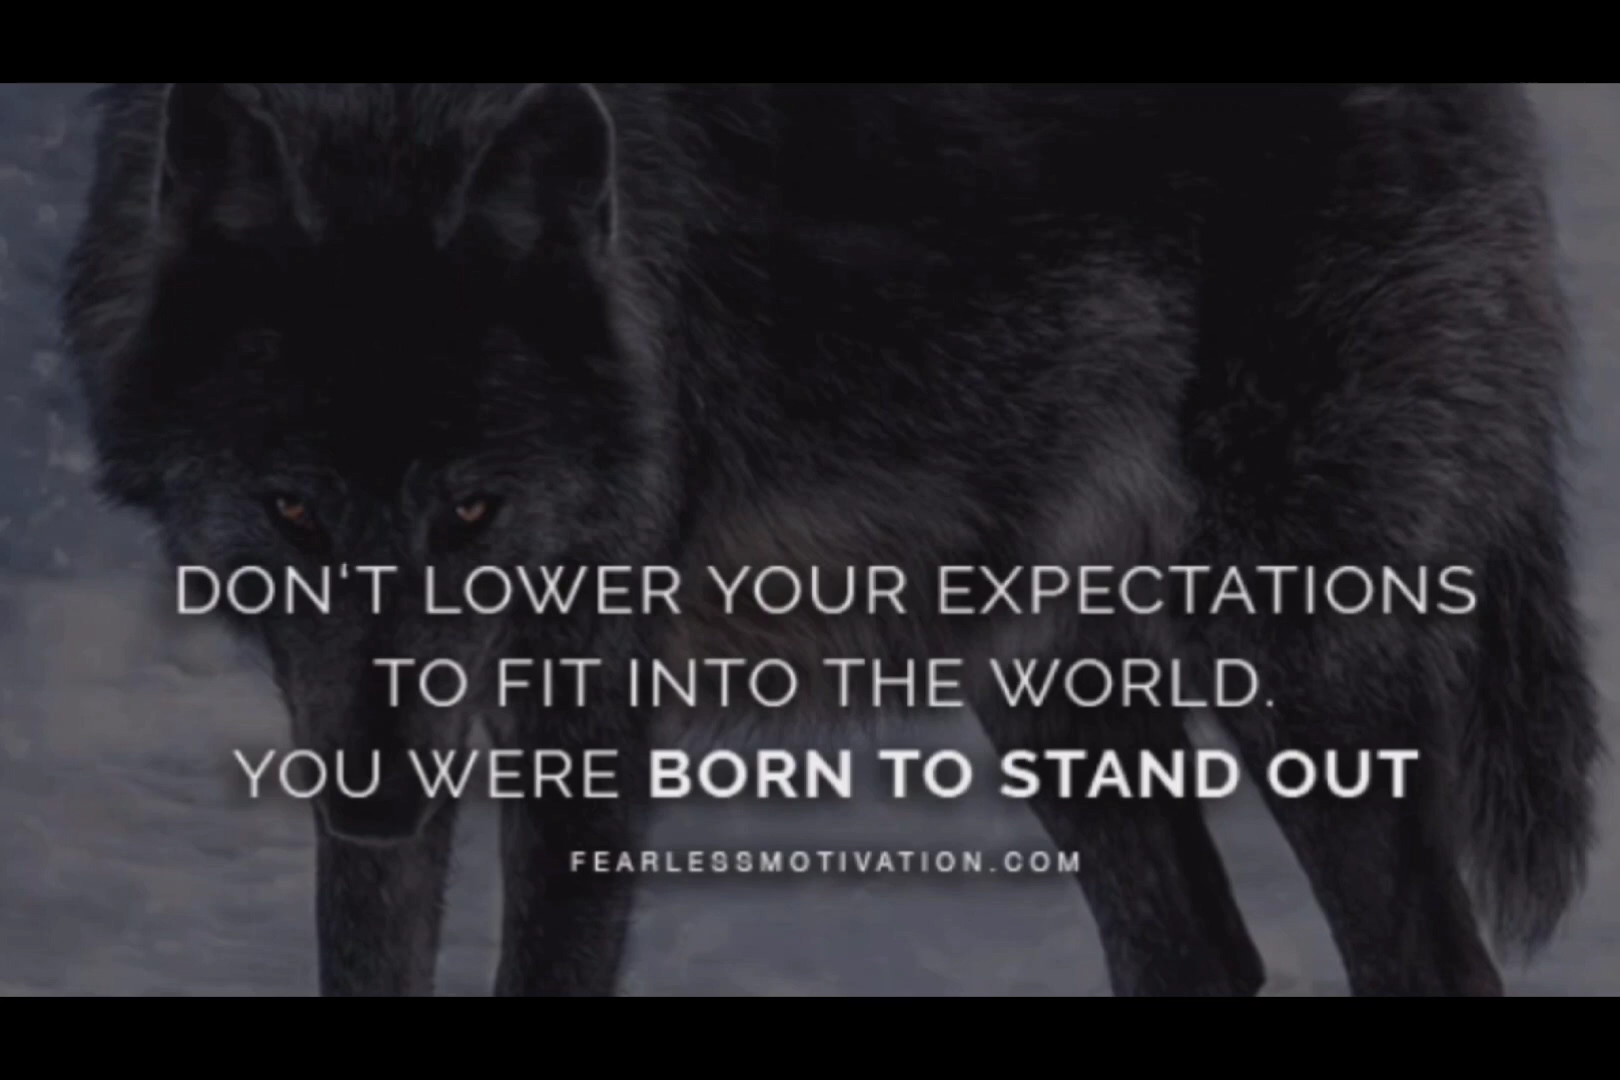 DON'T LOWER YOUR EXPECTATIONS
TO FIT INTO THE WORLD.
YOU WERE BORN TO STAND OUT
FEARLESSMOTIVATION.COM